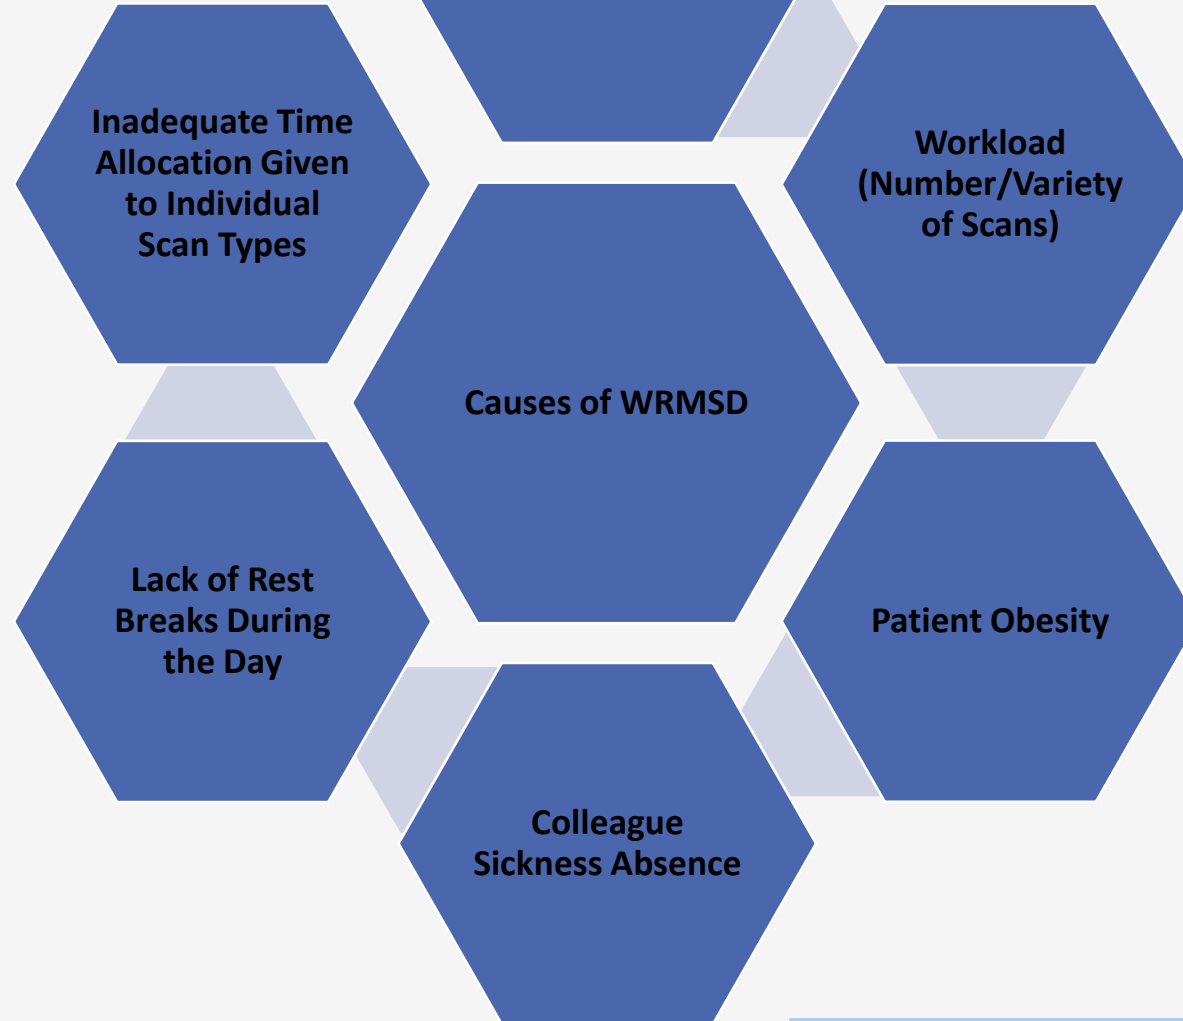 Inadequate Time
Allocation Given
to Individual
Scan Types
Workload
(Number/Variety
of Scans)
Causes of WRMSD
Lack of Rest
Breaks During
the Day
Patient Obesity
Colleague
Sickness Absence